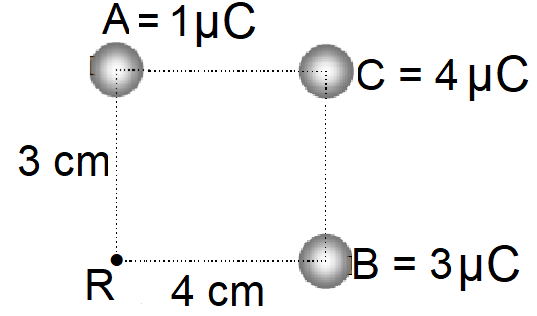 A = 1µC
C = 4 µC
3 cm
R
4 cm
B = 3µC